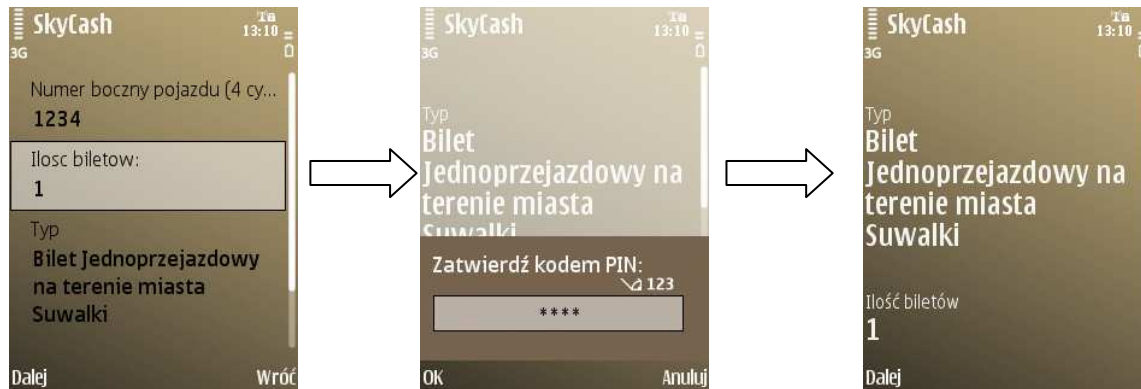 SkyCash
13:10
3G
Numer boczny pojazdu (4 cy...
1234
Ilosc biletow:
1
Typ
Bilet Jednoprzejazdowy
na terenie miasta
Suwalki
Dalej
Wróć
SkyCash
13:10
3G
Typ
Bilet
Jednoprzejazdowy na
terenie miasta
Suwalki
Zatwierdź kodem PIN:
123
****
OK
Anuluj
SkyCash
13:10
3G
Typ
Bilet
Jednoprzejazdowy na
terenie miasta
Suwalki
Ilość biletów
1
Dalej